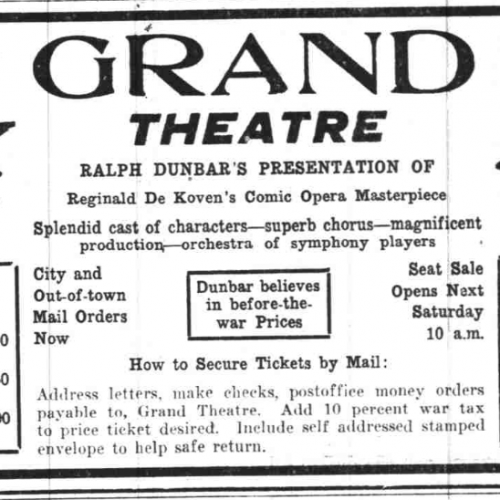 GRAND
THEATRE
RALPH DUNBAR'S PRESENTATION OF
Reginald De Koven's Comic Opera Masterpiece
Splendid cast of characters—superb chorus—magnificent
production—orchestra of symphony players
City and
Out-of-town
Mail Orders
Now
Dunbar believes
in before-the-
war Prices
Seat Sale
Opens Next
Saturday
10 a.m.
How to Secure Tickets by Mail:
Address letters, make checks, postoffice money orders
payable to, Grand Theatre. Add 10 percent war tax
to price ticket desired. Include self addressed stamped
envelope to help safe return.